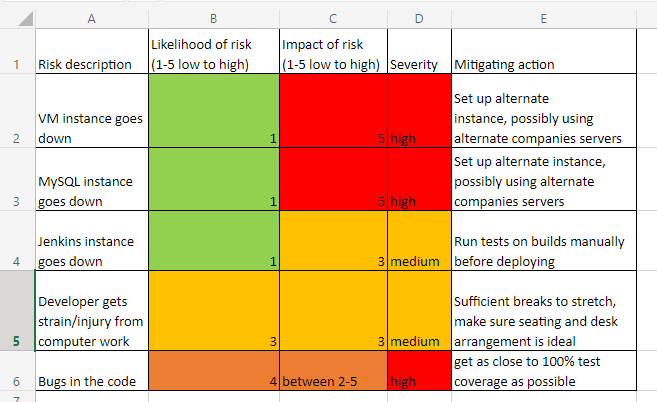 A B C D E
1 Risk description Likelihood of risk
(1-5 low to high) Impact of risk
(1-5 low to high) Severity Mitigating action
2 VM instance goes
down 1 5 high Set up alternate
instance, possibly using
alternate companies servers
3 MySQL instance
goes down 1 5 high Set up alternate instance,
possibly using alternate
companies servers
4 Jenkins instance
goes down 1 3 medium Run tests on builds manually
before deploying
5 Developer gets
strain/injury from
computer work 3 3 medium Sufficient breaks to stretch,
make sure seating and desk
arrangement is ideal
6 Bugs in the code 4 between 2-5 high get as close to 100% test
coverage as possible
7